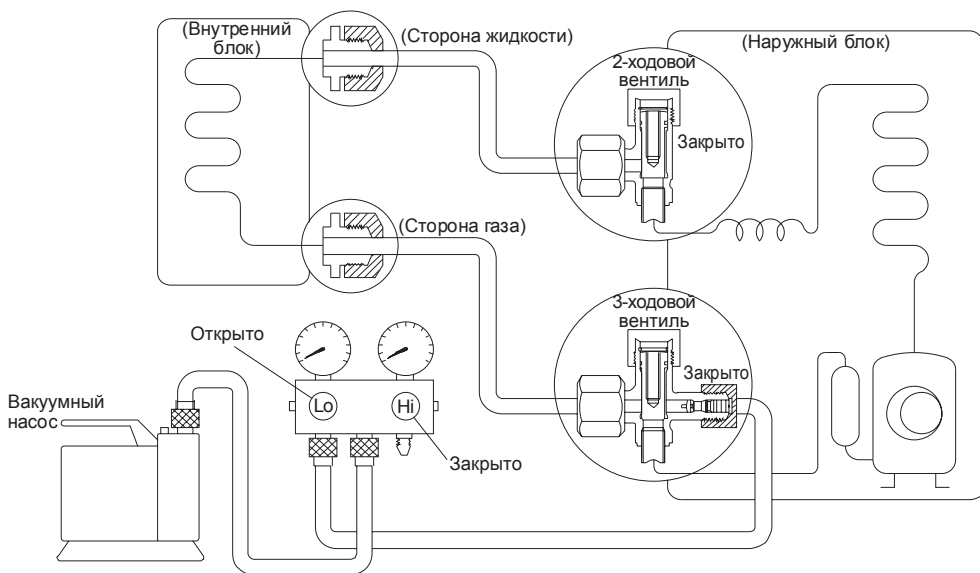 (Внутренний
блок)
(Сторона жидкости)
(Наружный блок)
2-ходовой
вентиль
Закрыто
(Сторона газа)
3-ходовой
вентиль
Закрыто
Открыто
Lo
Hi
Вакуумный
насос
Закрыто